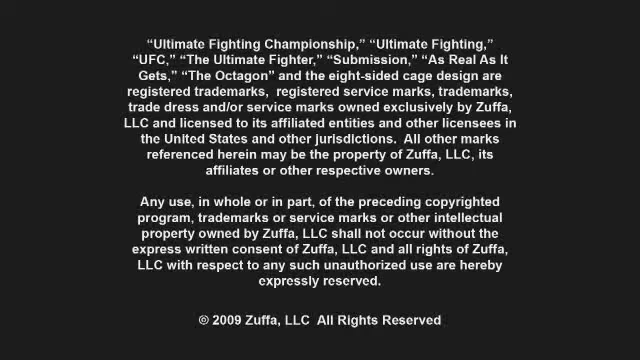 “Ultimate Fighting Championship,” “Ultimate Fighting,”
“UFC,” “The Ultimate Fighter,” “Submission,” “As Real As It
Gets,” “The Octagon” and the eight-sided cage design are
registered trademarks,  registered service marks, trademarks,
trade dress and/or service marks owned exclusively by Zuffa,
LLC and licensed to its affiliated entities and other licensees in
the United States and other jurisdictions.  All other marks
referenced herein may be the property of Zuffa, LLC, its
affiliates or other respective owners.
Any use, in whole or in part, of the preceding copyrighted
program, trademarks or service marks or other intellectual
property owned by Zuffa, LLC shall not occur without the
express written consent of Zuffa, LLC and all rights of Zuffa,
LLC with respect to any such unauthorized use are hereby
expressly reserved.
© 2009 Zuffa, LLC  All Rights Reserved